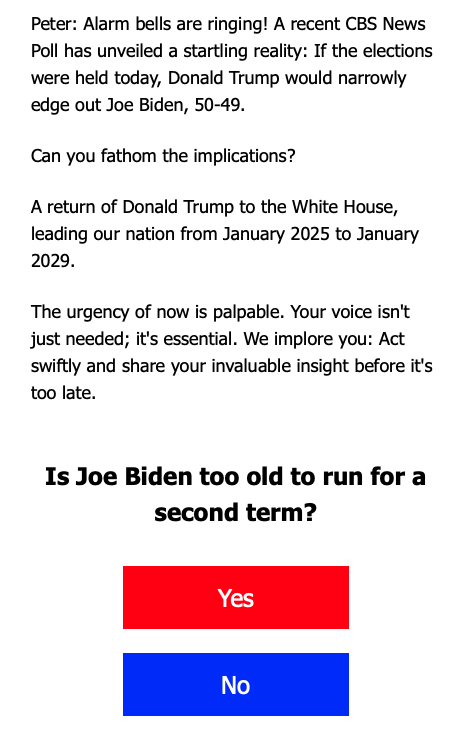 Peter: Alarm bells are ringing! A recent CBS News
Poll has unveiled a startling reality: If the elections
were held today, Donald Trump would narrowly
edge out Joe Biden, 50-49.
Can you fathom the implications?
A return of Donald Trump to the White House,
leading our nation from January 2025 to January
2029.
The urgency of now is palpable. Your voice isn't
just needed; it's essential. We implore you: Act
swiftly and share your invaluable insight before it's
too late.
Is Joe Biden too old to run for a
second term?
Yes
No